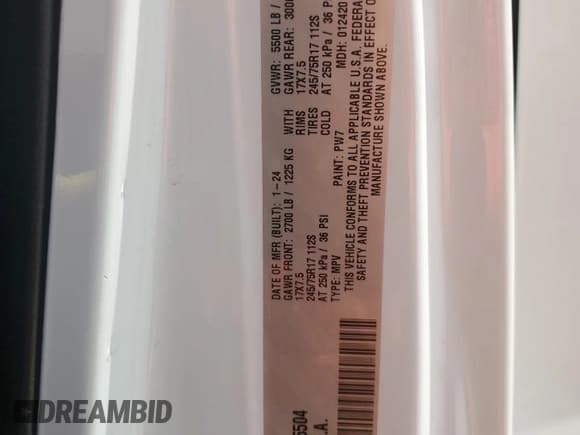 DATE OF MFR (BUILT): 1-24 GVWR: 5500 LB /
GAWR FRONT: 2700 LB / 1225 KG WITH GAWR REAR: 3000
17X7.5 RIMS 17X7.5
245/75R17 112S TIRES 245/75R17 112S
AT 250 kPa / 36 PSI COLD AT 250 kPa / 36 P
TYPE: MPV PAINT: PW7 MDH: 012420
THIS VEHICLE CONFORMS TO ALL APPLICABLE U.S.A. FEDERA
SAFETY AND THEFT PREVENTION STANDARDS IN EFFECT O
MANUFACTURE SHOWN ABOVE.
5504
.A.
DREAMBID